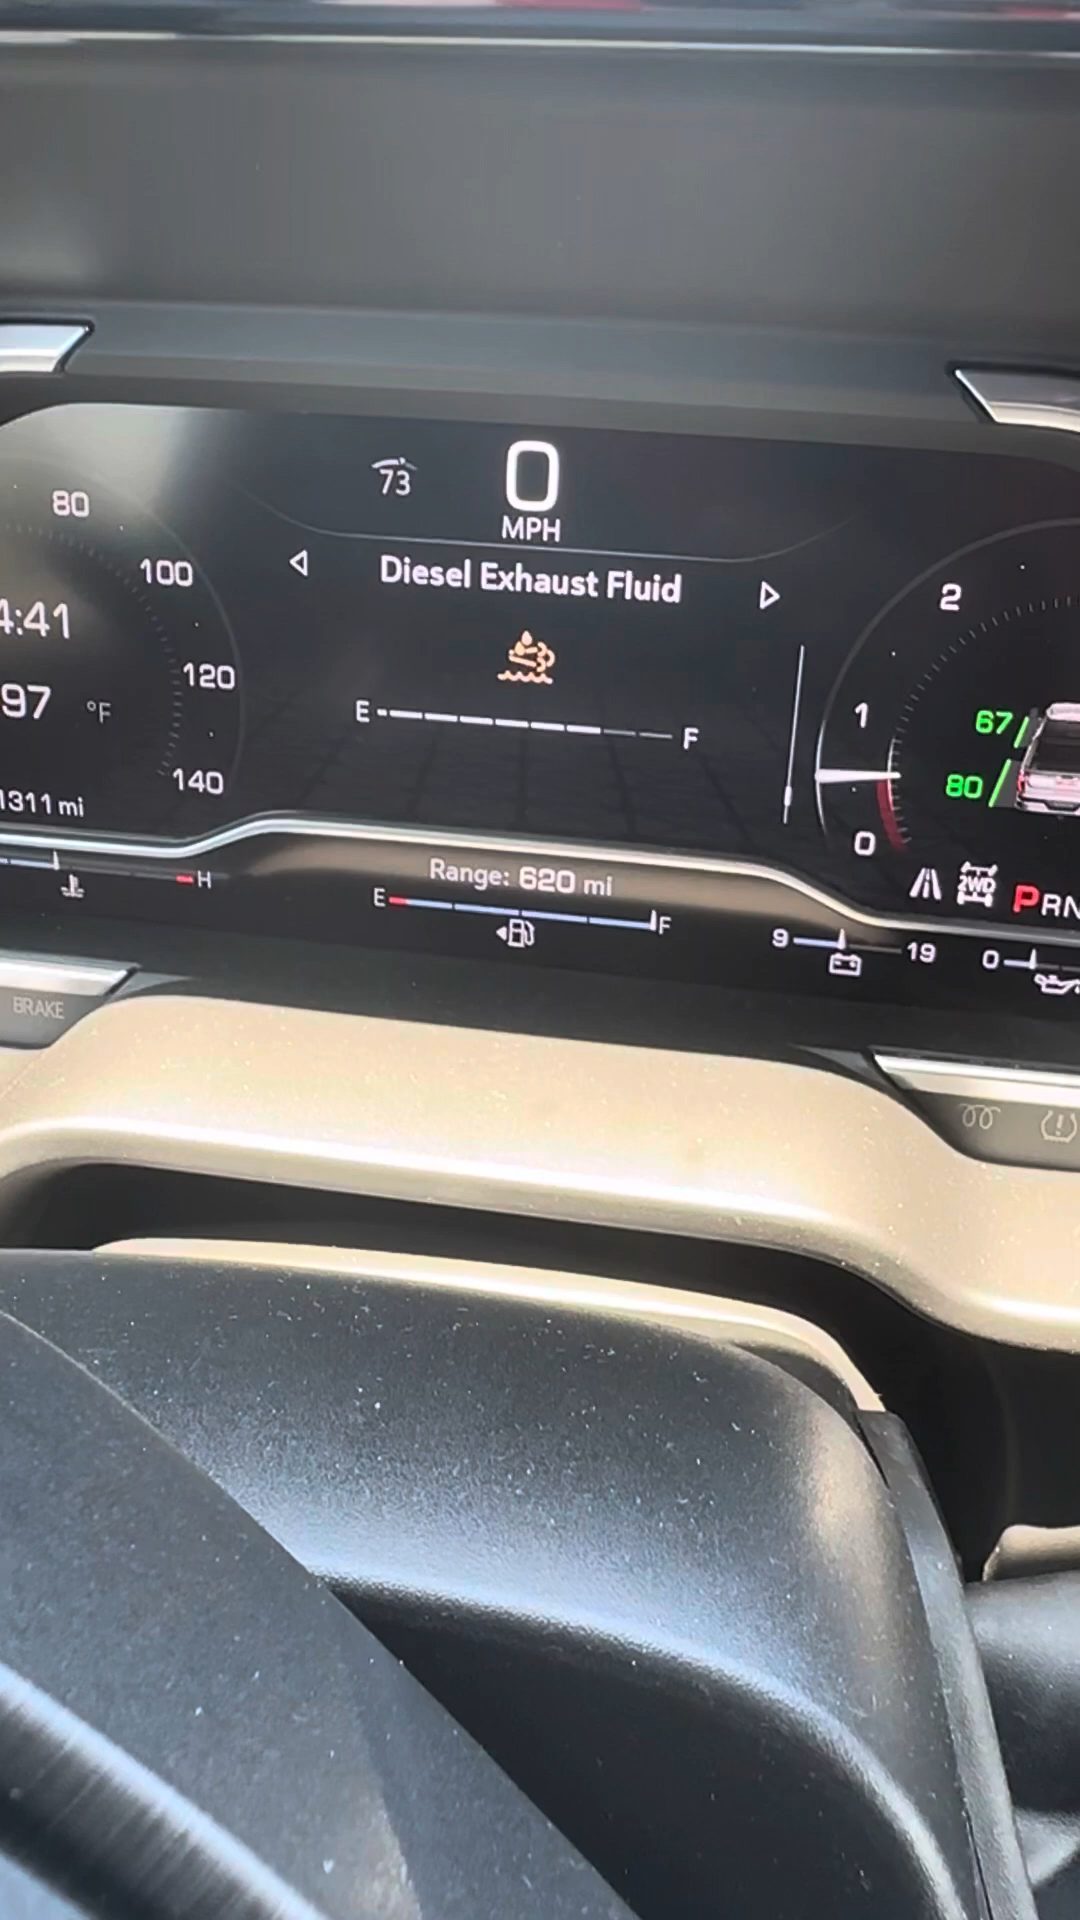 73
0
MPH
80
100
120
140
4:41
97 °F
1311 mi
Diesel Exhaust Fluid
E
F
2
1
0
67
80
2WD
PRN
H
Range: 620 mi
E
F
9
19
0
BRAKE